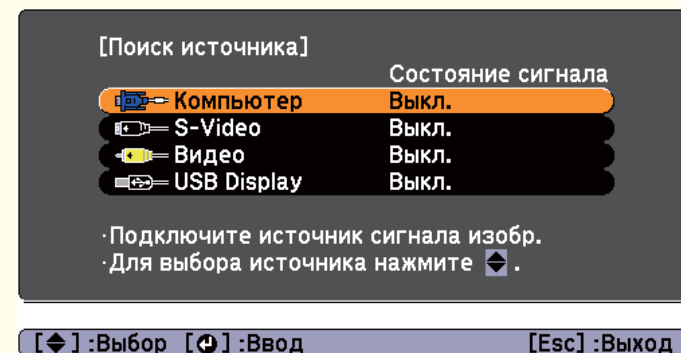 [Поиск источника]
Состояние сигнала
Компьютер Выкл.
S-Video Выкл.
Видео Выкл.
USB Display Выкл.
·Подключите источник сигнала изобр.
·Для выбора источника нажмите .
[ ] :Выбор [ ] :Ввод [Esc] :Выход